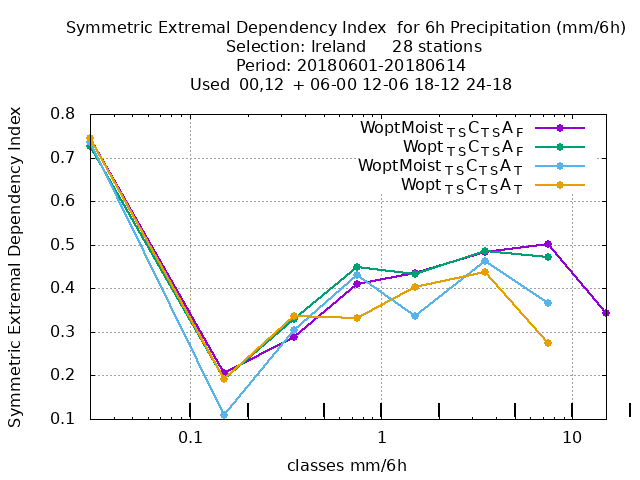 Symmetric Extremal Dependency Index  for 6h Precipitation (mm/6h)
Selection: Ireland     28 stations
Period: 20180601-20180614
Used  00,12  + 06-00 12-06 18-12 24-18
Symmetric Extremal Dependency Index
0.8
0.7
0.6
0.5
0.4
0.3
0.2
0.1
WoptMoist TS C TS A F
Wopt TS C TS A F
WoptMoist TS C TS A T
Wopt TS C TS A T
0.1 1 10
classes mm/6h